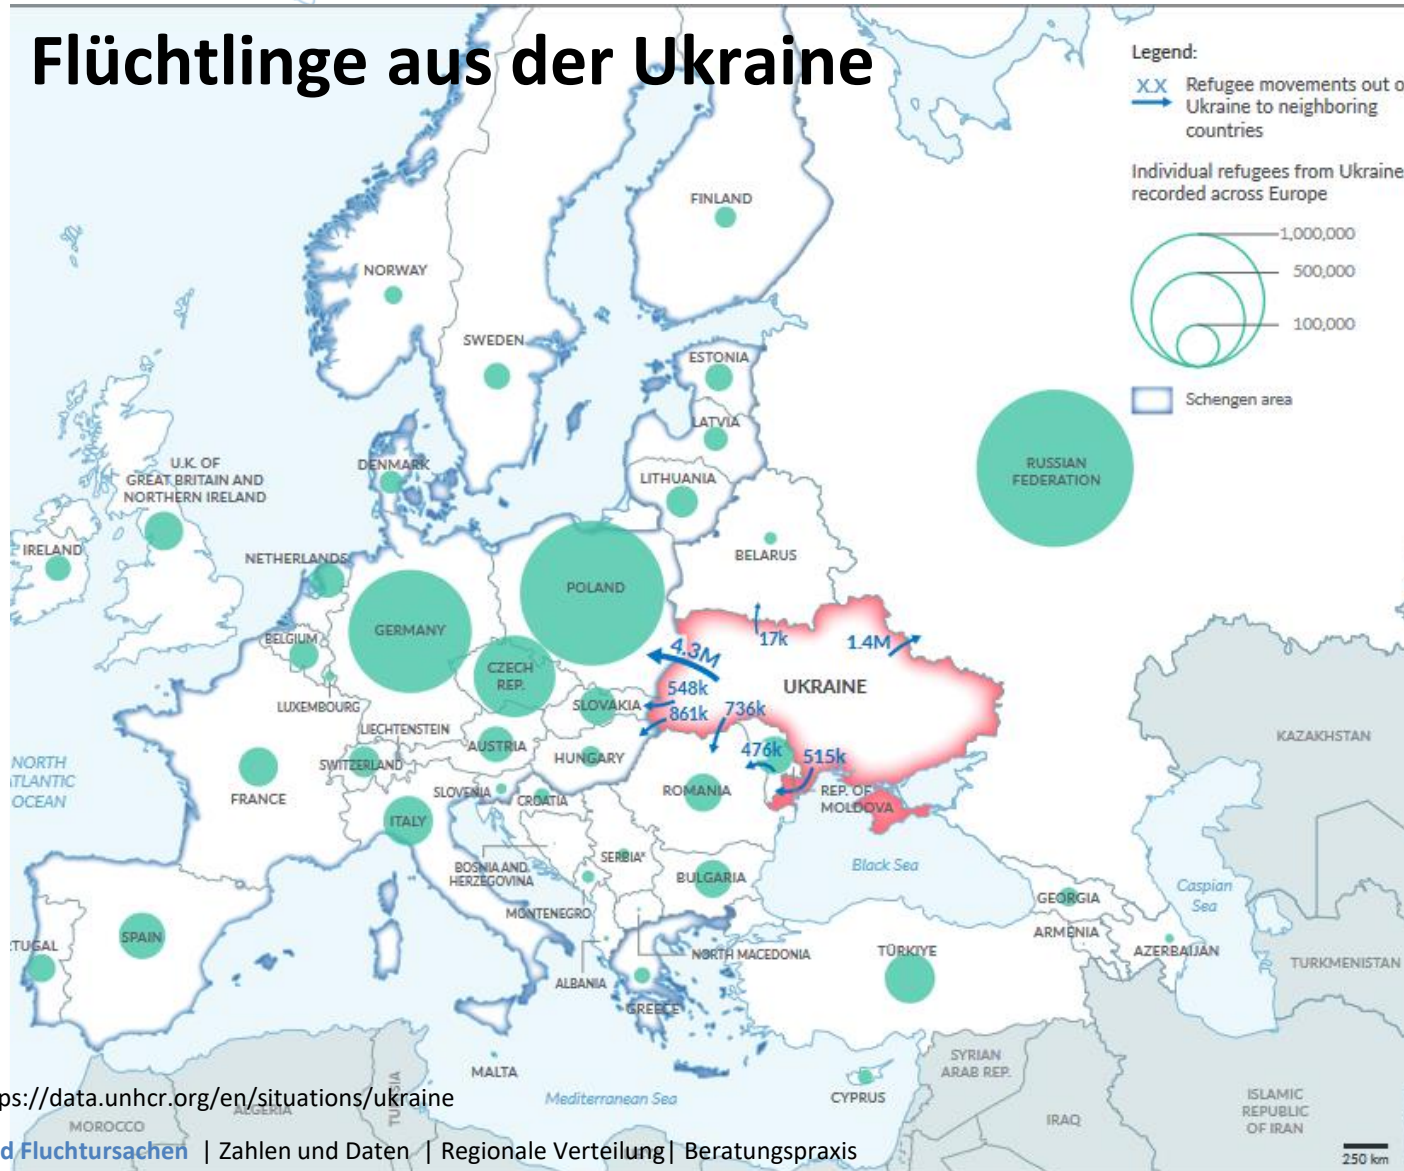 Flüchtlinge aus der Ukraine
Legend:
X.X
Refugee movements out o
Ukraine to neighboring
countries
Individual refugees from Ukraine
recorded across Europe
1,000,000
500,000
100,000
Schengen area
FINLAND
NORWAY
SWEDEN
ESTONIA
LATVIA
LITHUANIA
DENMARK
U.K. OF
GREAT BRITAIN AND
NORTHERN IRELAND
RUSSIAN
FEDERATION
IRELAND
NETHERLANDS
BELARUS
POLAND
GERMANY
BELGIUM
17k
1.4M
4.3M
CZECH
REP.
UKRAINE
548k
SLOVAKIA
861k
736k
LUXEMBOURG
LIECHTENSTEIN
AUSTRIA
476k
515k
KAZAKHSTAN
HUNGARY
SWITZERLAND
NORTH
ATLANTIC
OCEAN
FRANCE
SLOVENIA
CROATIA
ROMANIA
REP. OF
MOLDOVA
ITALY
BOSNIA AND
HERZEGOVINA
SERBIA*
BULGARIA
Black Sea
Caspian
Sea
GEORGIA
MONTENEGRO
ARMENIA
AZERBAIJAN
TUGAL
SPAIN
NORTH MACEDONIA
TÜRKIYE
TURKMENISTAN
ALBANIA
GREECE
MALTA
SYRIAN
ARAB REP.
CYPRUS
Mediterranean Sea
ps://data.unhcr.org/en/situations/ukraine
ALGERIA
MOROCCO
IRAQ
ISLAMIC
REPUBLIC
OF IRAN
d Fluchtursachen | Zahlen und Daten | Regionale Verteilung | Beratungspraxis
250 km